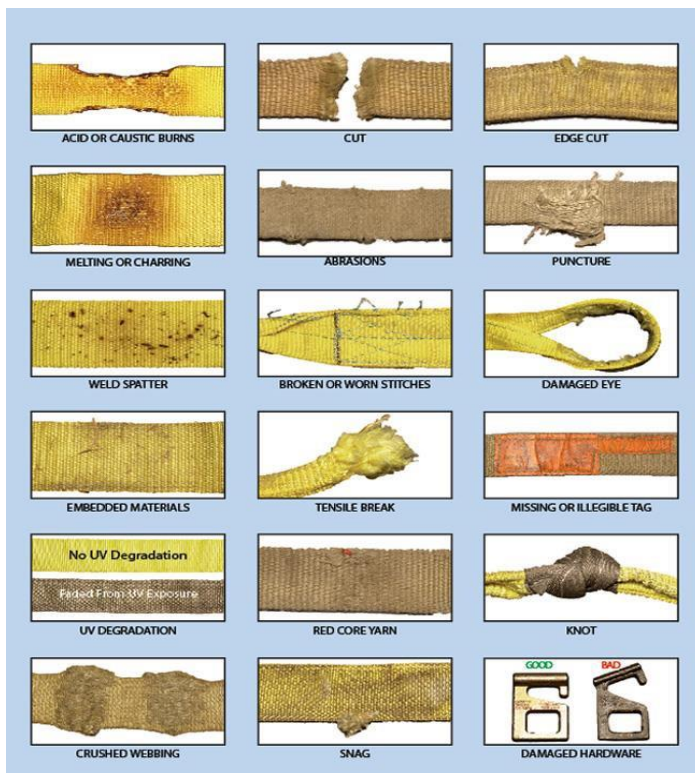 ACID OR CAUSTIC BURNS
CUT
EDGE CUT
MELTING OR CHARRING
ABRASIONS
PUNCTURE
WELD SPATTER
BROKEN OR WORN STITCHES
DAMAGED EYE
EMBEDDED MATERIALS
TENSILE BREAK
MISSING OR ILLEGIBLE TAG
No UV Degradation
Faded From UV Exposure
UV DEGRADATION
RED CORE YARN
KNOT
GOOD
BAD
CRUSHED WEBBING
SNAG
DAMAGED HARDWARE